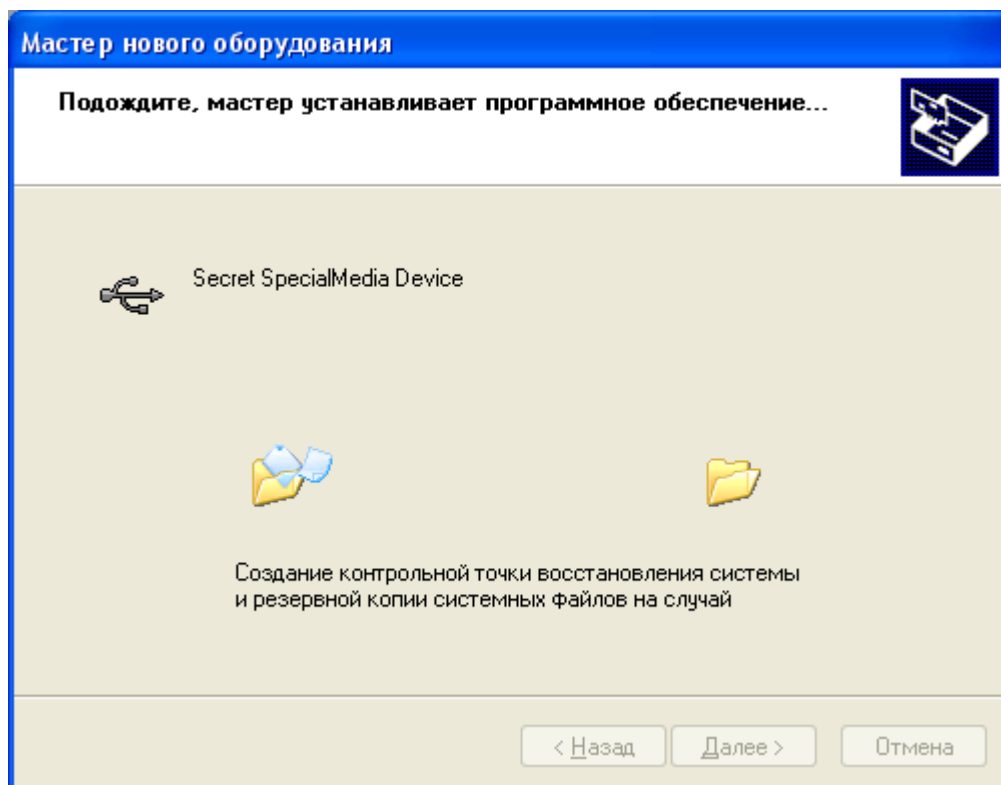 Мастер нового оборудования
Подождите, мастер устанавливает программное обеспечение...
Secret SpecialMedia Device
Создание контрольной точки восстановления системы
и резервной копии системных файлов на случай
< Назад
Далее >
Отмена